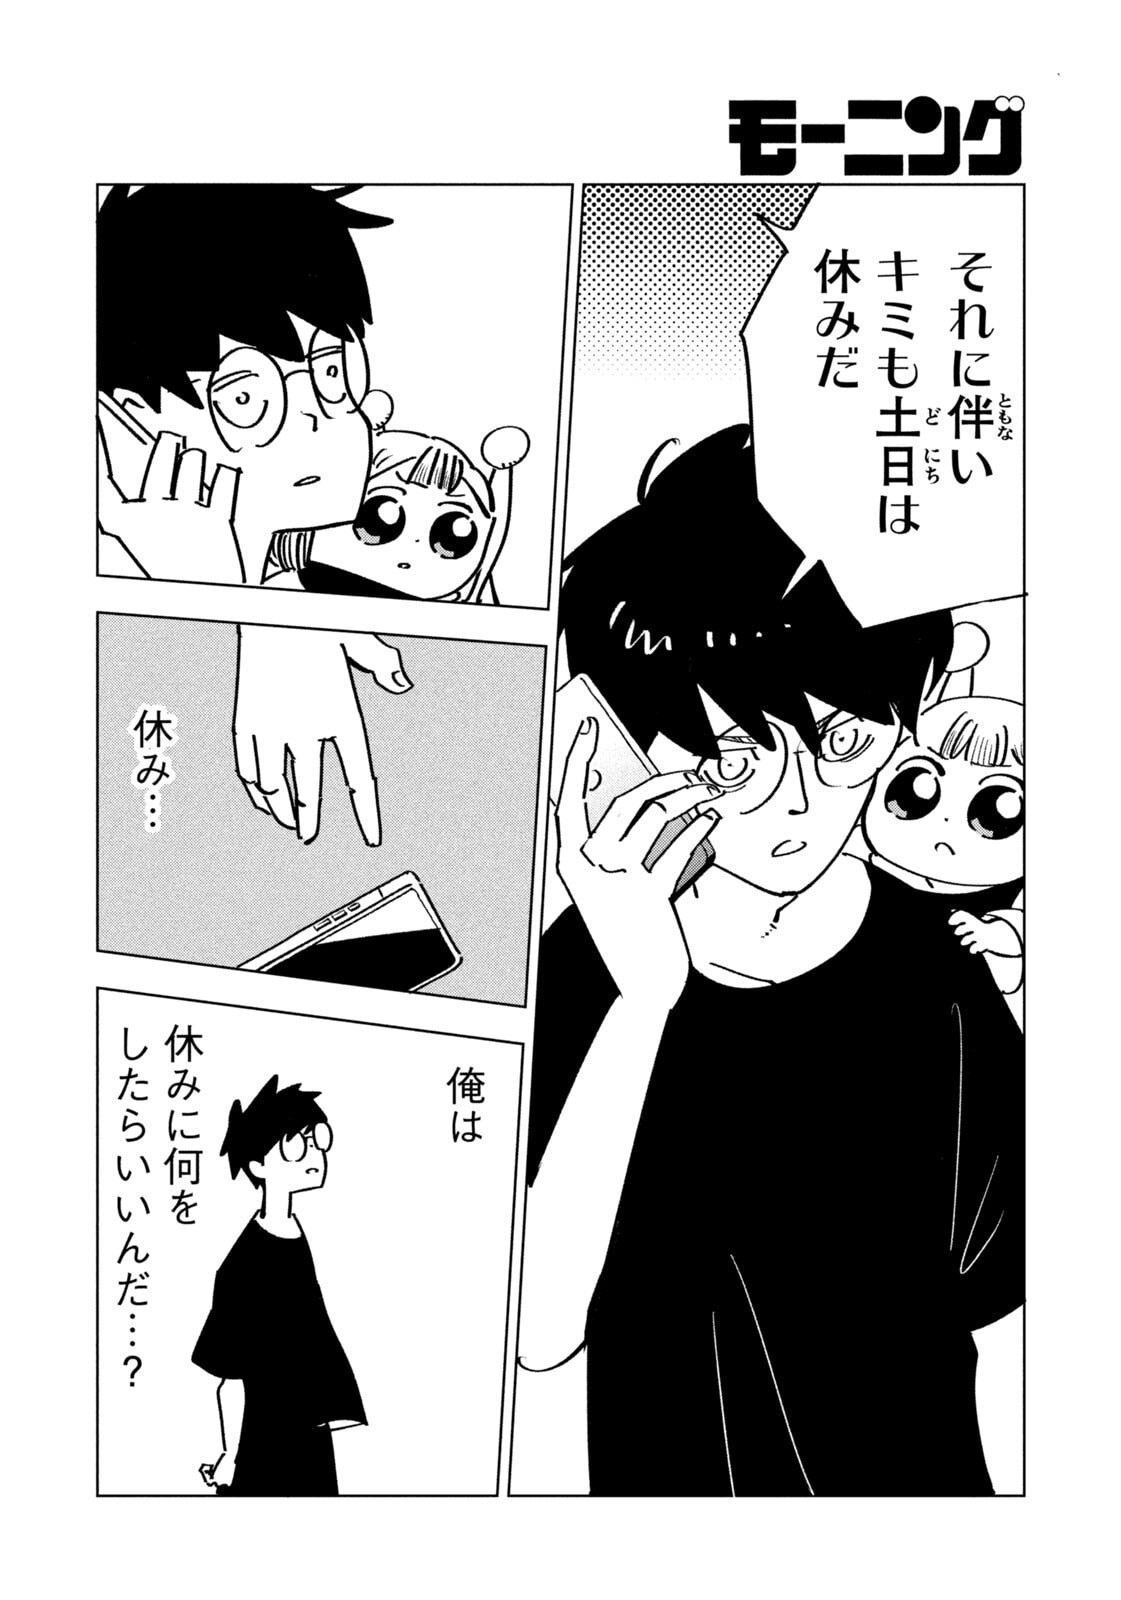 モーニング
それに伴い
ともな
キミも土日は
どにち
休みだ
休み…
俺は
休みに何を
したらいいんだ…？